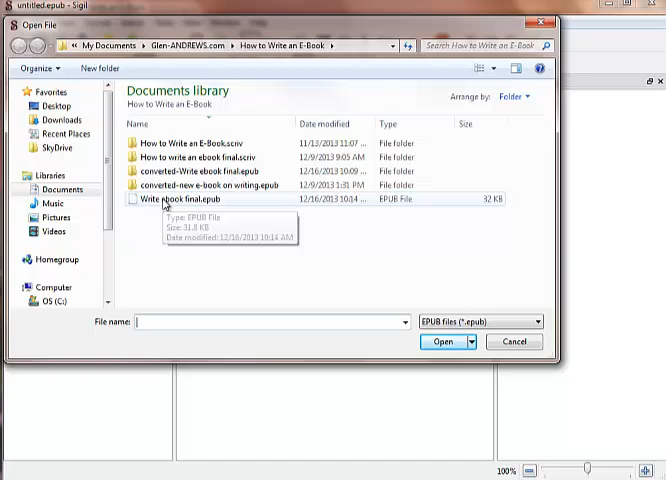 untitled.epub - Sigil
Open File
« My Documents ▸ Glen-ANDREWS.com ▸ How to Write an E-Book ▸
Search How to Write an E-Book
Organize ▾ New folder
Favorites
Desktop
Downloads
Recent Places
SkyDrive
Libraries
Documents
Music
Pictures
Videos
Homegroup
Computer
OS (C:)
Documents library
How to Write an E-Book
Arrange by: Folder ▾
Name Date modified Type Size
How to Write an E-Book.scriv 11/13/2013 11:07 ... File folder
How to write an ebook final.scriv 12/9/2013 9:05 AM File folder
converted-Write ebook final.epub 12/16/2013 10:09 ... File folder
converted-new e-book on writing.epub 12/9/2013 1:31 PM File folder
Write ebook final.epub 12/16/2013 10:14 ... EPUB File 32 KB
Type: EPUB File
Size: 31.8 KB
Date modified: 12/16/2013 10:14 AM
File name:
EPUB files (*.epub)
Open Cancel
100%